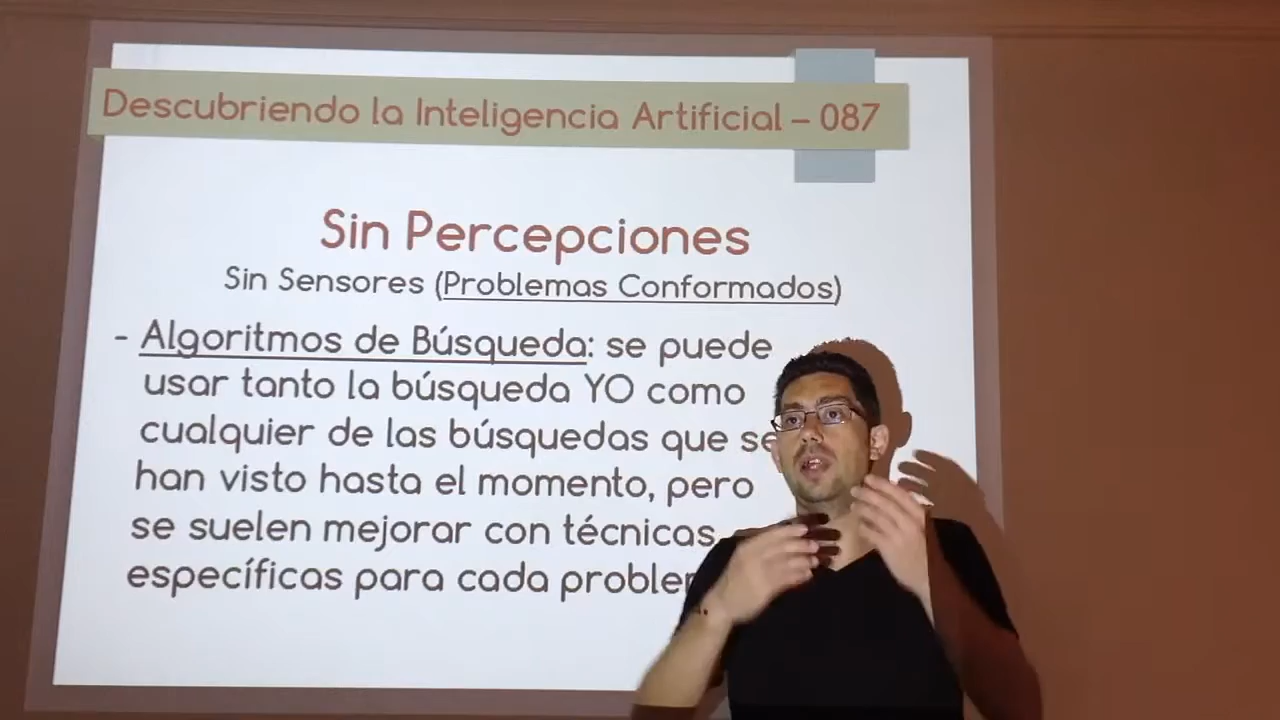 Descubriendo la Inteligencia Artificial – 087
Sin Percepciones
Sin Sensores (Problemas Conformados)
- Algoritmos de Búsqueda: se puede
usar tanto la búsqueda YO como
cualquier de las búsquedas que se
han visto hasta el momento, pero
se suelen mejorar con técnicas
específicas para cada